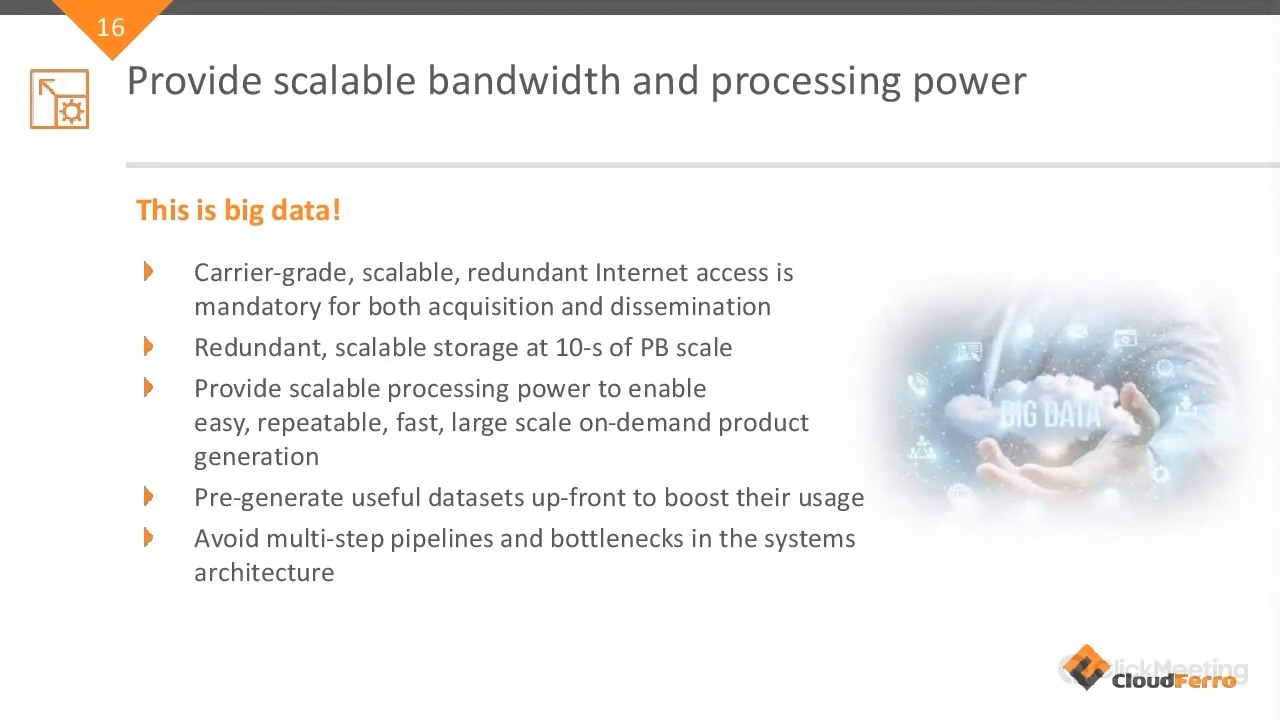 16
Provide scalable bandwidth and processing power
This is big data!
Carrier-grade, scalable, redundant Internet access is
mandatory for both acquisition and dissemination
Redundant, scalable storage at 10-s of PB scale
Provide scalable processing power to enable
easy, repeatable, fast, large scale on-demand product
generation
Pre-generate useful datasets up-front to boost their usage
Avoid multi-step pipelines and bottlenecks in the systems
architecture
BIG DATA
ClickMeeting
CloudFerro